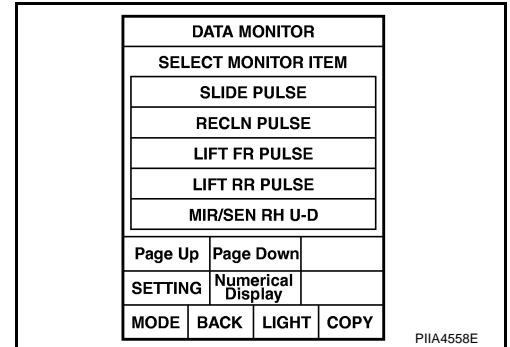 DATA MONITOR
SELECT MONITOR ITEM
SLIDE PULSE
RECLN PULSE
LIFT FR PULSE
LIFT RR PULSE
MIR/SEN RH U-D
Page Up Page Down
SETTING Numerical Display
MODE BACK LIGHT COPY
PIIA4558E